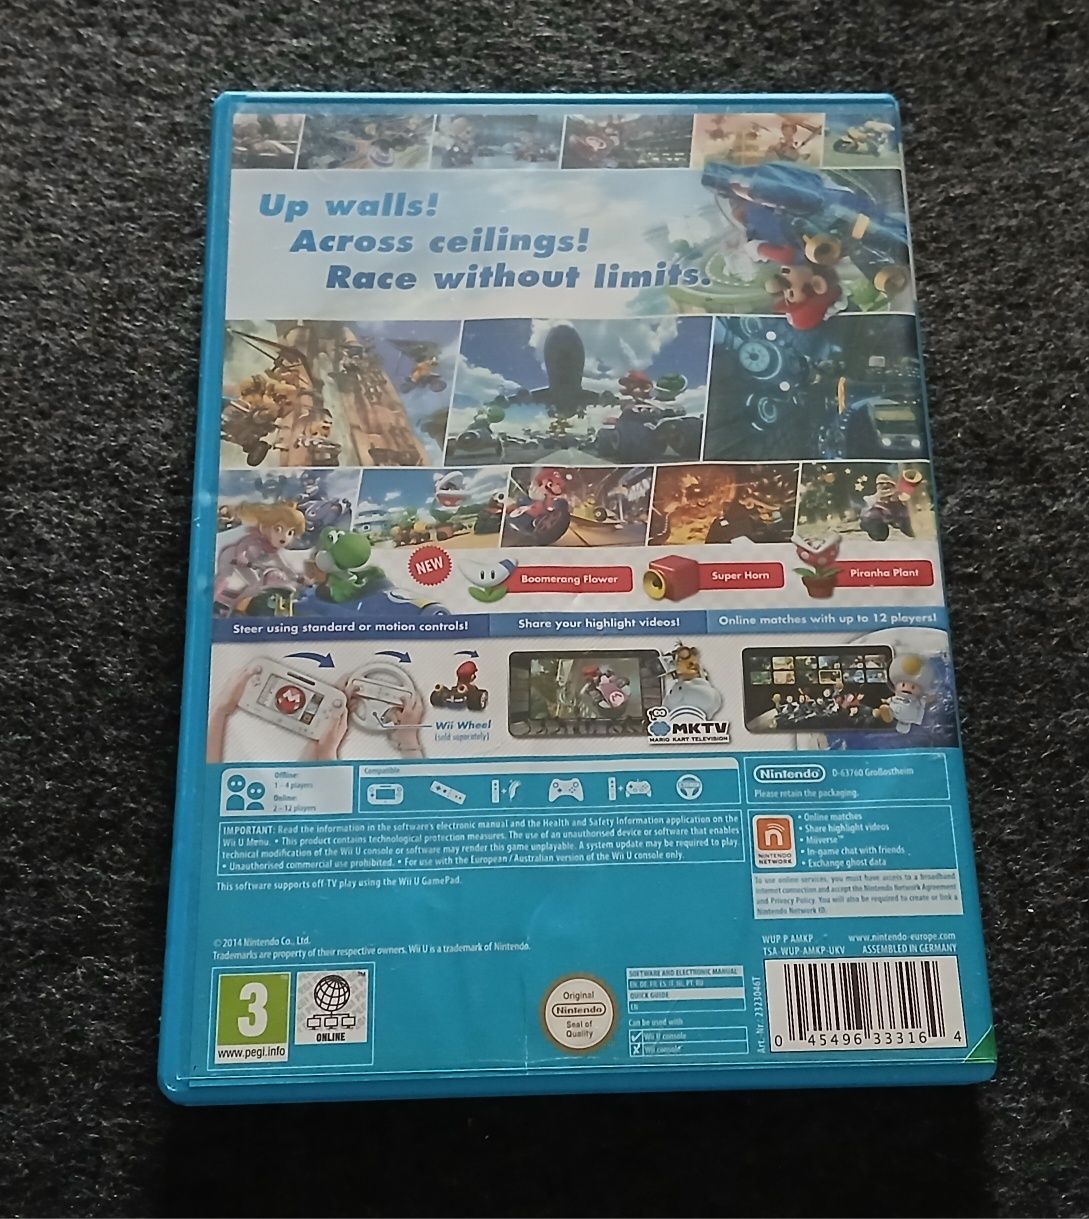 Up walls!
Across ceilings!
Race without limits.
NEW
Boomerang Flower
Super Horn
Piranha Plant
Steer using standard or motion controls!
Share your highlight videos!
Online matches with up to 12 players!
Wii Wheel
(sold separately)
MKTV
MARIO KART TELEVISION
Offline:
1 - 4 players
Online:
2 - 12 players
Compatible
Nintendo
D-63760 Großostheim
Please retain the packaging.
IMPORTANT: Read the information in the software's electronic manual and the Health and Safety Information application on the
Wii U Menu. • This product contains technological protection measures. The use of an unauthorised device or software that enables
technical modification of the Wii U console or software may render this game unplayable. A system update may be required to play.
• Unauthorised commercial use prohibited. • For use with the European / Australian version of the Wii U console only.
This software supports off-TV play using the Wii U GamePad.
NINTENDO
NETWORK
• Online matches
• Share highlight videos
• Miiverse™
• In-game chat with friends
• Exchange ghost data
To use online services, you must have access to a broadband
internet connection and accept the Nintendo Network Agreement
and Privacy Policy. You will also be required to create or link a
Nintendo Network ID.
© 2014 Nintendo Co., Ltd.
Trademarks are property of their respective owners. Wii U is a trademark of Nintendo.
WUP P AMKP
www.nintendo-europe.com
TSA-WUP-AMKP-UKV
ASSEMBLED IN GERMANY
3
www.pegi.info
TM
ONLINE
Original
Nintendo
Seal of
Quality
SOFTWARE AND ELECTRONIC MANUAL
EN, DE, FR, ES, IT, NL, PT, RU
QUICK GUIDE
EN
Can be used with
Wii U console
Wii console
Art.-Nr.: 2323046T
0 45496 33316 4